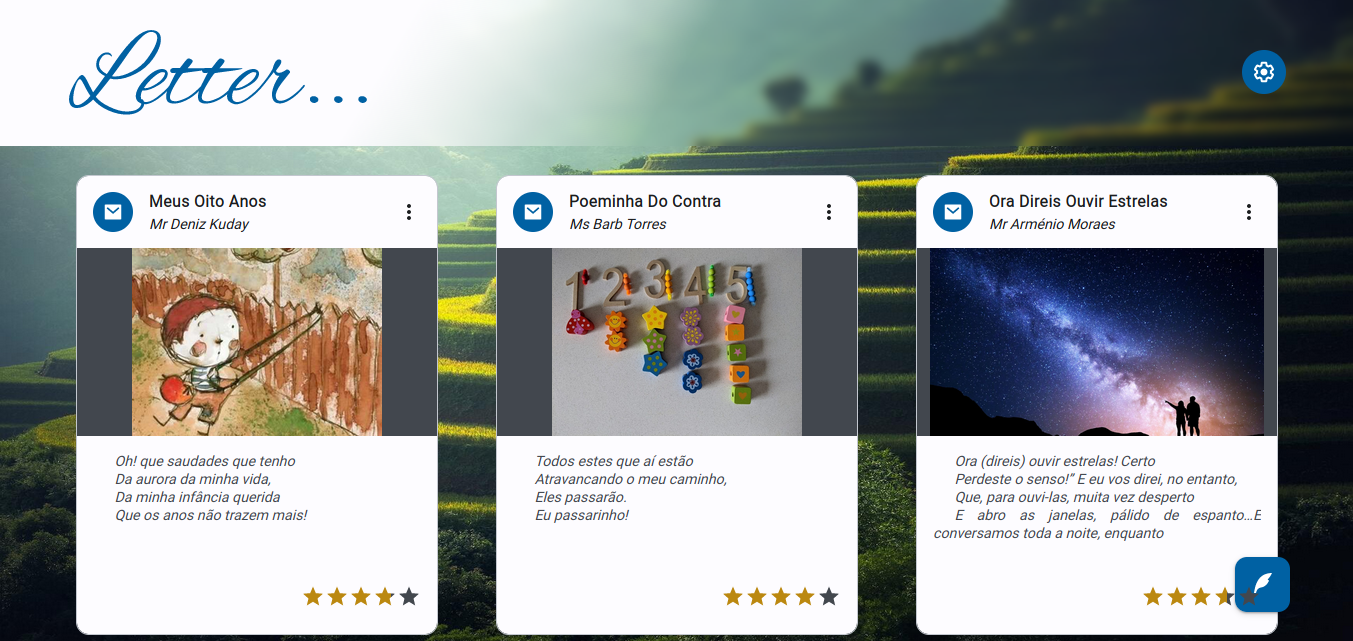 Letter...
Meus Oito Anos
Mr Deniz Kuday
Oh! que saudades que tenho
Da aurora da minha vida,
Da minha infância querida
Que os anos não trazem mais!
Poeminha Do Contra
Ms Barb Torres
1 2 3 4 5
Todos estes que aí estão
Atravancando o meu caminho,
Eles passarão.
Eu passarinho!
Ora Direis Ouvir Estrelas
Mr Arménio Moraes
Ora (direis) ouvir estrelas! Certo
Perdeste o senso!” E eu vos direi, no entanto,
Que, para ouvi-las, muita vez desperto
E abro as janelas, pálido de espanto...E
conversamos toda a noite, enquanto